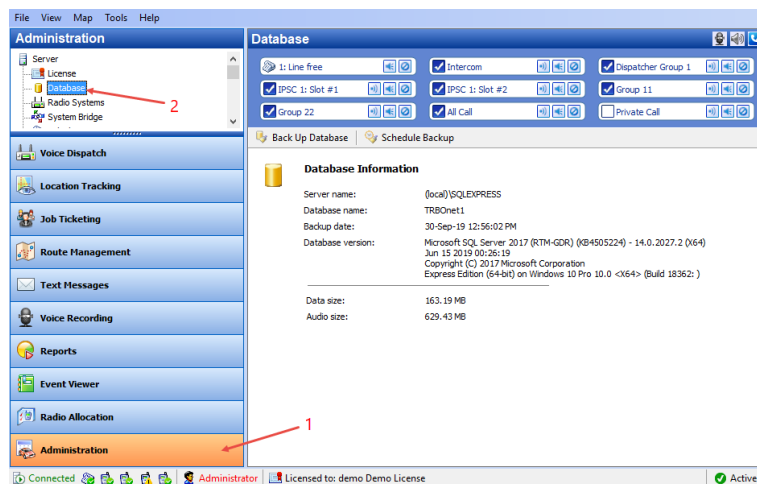 File View Map Tools Help
Administration
Server
License
Database
Radio Systems
System Bridge
2
Voice Dispatch
Location Tracking
Job Ticketing
Route Management
Text Messages
Voice Recording
Reports
Event Viewer
Radio Allocation
Administration
1
Database
1: Line free
Intercom
Dispatcher Group 1
IPSC 1: Slot #1
IPSC 1: Slot #2
Group 11
Group 22
All Call
Private Call
Back Up Database
Schedule Backup
Database Information
Server name: (local)\SQLEXPRESS
Database name: TRBOnet1
Backup date: 30-Sep-19 12:56:02 PM
Database version: Microsoft SQL Server 2017 (RTM-GDR) (KB4505224) - 14.0.2027.2 (X64)
Jun 15 2019 00:26:19
Copyright (C) 2017 Microsoft Corporation
Express Edition (64-bit) on Windows 10 Pro 10.0 <X64> (Build 18362: )
Data size: 163.19 MB
Audio size: 629.43 MB
Connected
Administrator
Licensed to: demo Demo License
Active